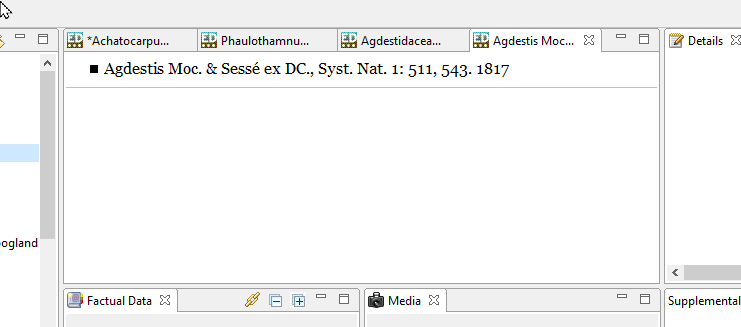 *Achatocarpu... Phaulothamnu... Agdestidacea... Agdestis Moc... Details
Agdestis Moc. & Sessé ex DC., Syst. Nat. 1: 511, 543. 1817
oogland
Factual Data Media Supplemental